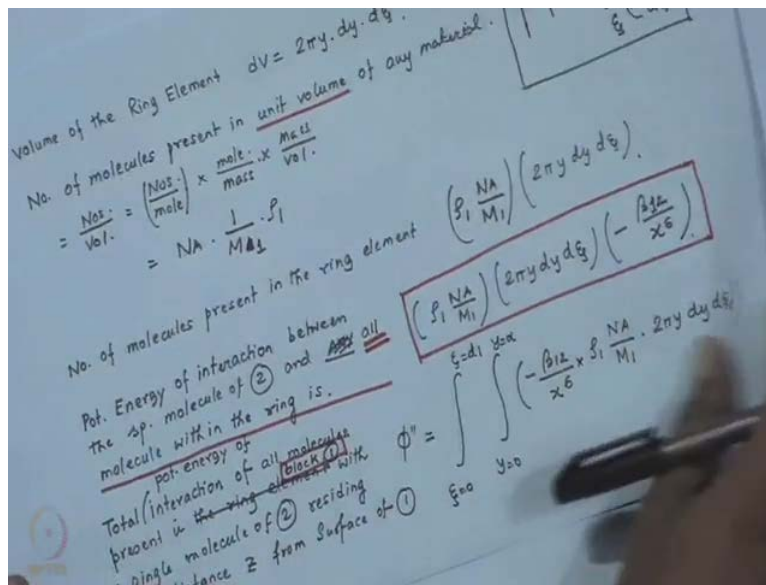 Volume of the Ring Element dV = 2πy. dy. dξ.
No. of molecules present in unit volume of any material.
= Nos./Vol. = (Nos./mole) × mole/mass × mass/vol.
= NA · 1/M1 · ρ1
No. of molecules present in the ring element (ρ1 NA/M1) (2πy dy dξ).
Pot. Energy of interaction between
the sp. molecule of ② and all
molecule with in the ring is. (ρ1 NA/M1) (2πy dy dξ) (- β12/x^6).
pot. energy of
Total interaction of all molecules
present in block ① with
single molecule of ② residing
distance Z from Surface of ①
φ" = ∫ ξ=0 ξ=d1 ∫ y=0 y=α (- β12/x^6 × ρ1 NA/M1 · 2πy dy dξ